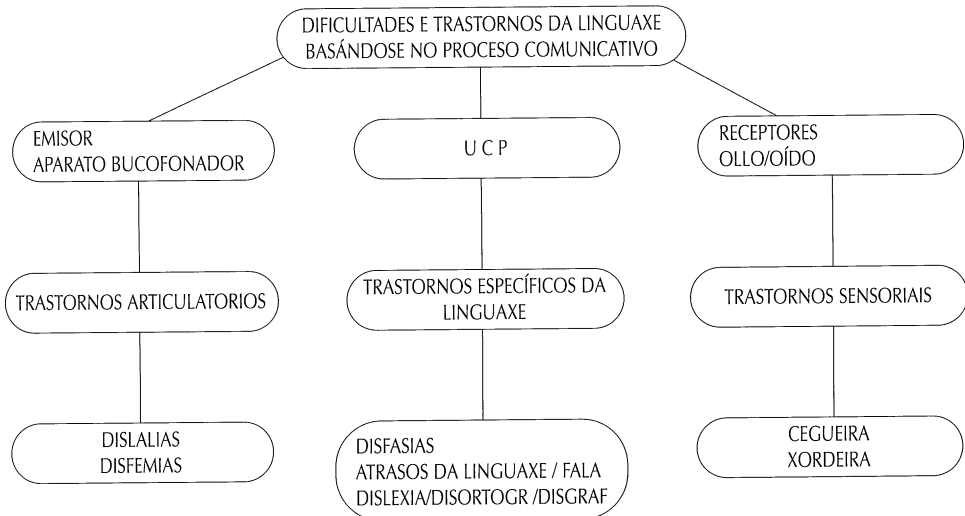 DIFICULTADES E TRASTORNOS DA LINGUAXE
BASÁNDOSE NO PROCESO COMUNICATIVO
EMISOR
APARATO BUCOFONADOR
U C P
RECEPTORES
OLLO/OÍDO
TRASTORNOS ARTICULATORIOS
TRASTORNOS ESPECÍFICOS DA
LINGUAXE
TRASTORNOS SENSORIAIS
DISLALIAS
DISFEMIAS
DISFASIAS
ATRASOS DA LINGUAXE / FALA
DISLEXIA/DISORTOGR /DISGRAF
CEGUEIRA
XORDEIRA